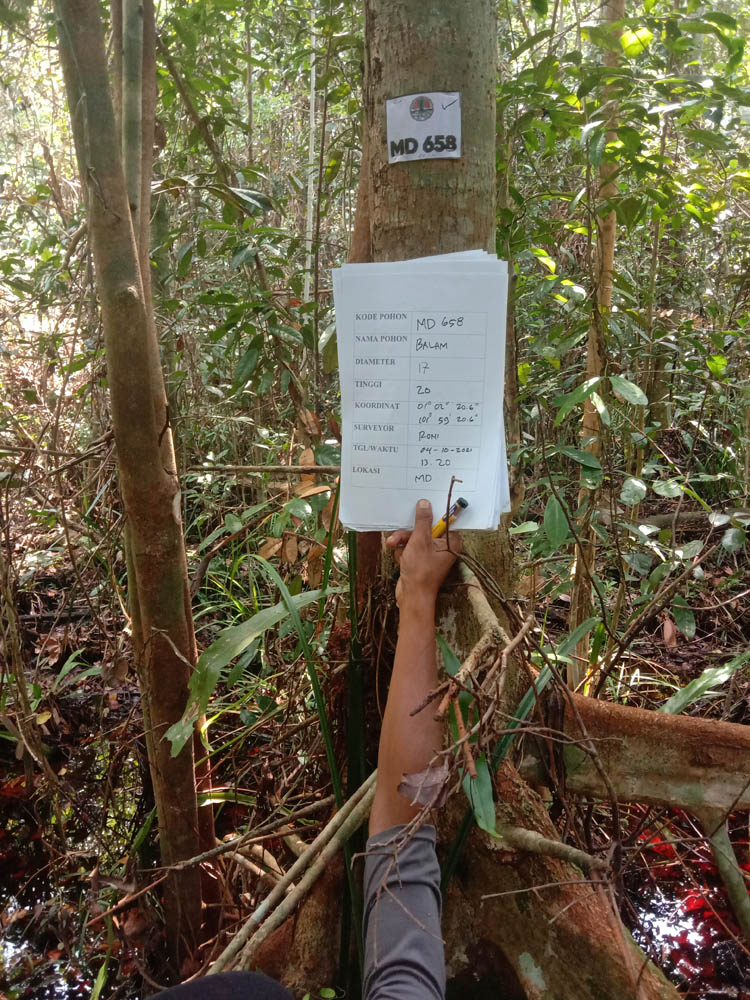 MD 658
KODE POHON MD 658
NAMA POHON BALAM
DIAMETER 17
TINGGI 20
KOORDINAT 01° 02" 20.6"
101° 59' 20.6"
SURVEYOR RONI
TGL/WAKTU 04-10-2021
13.20
LOKASI MD